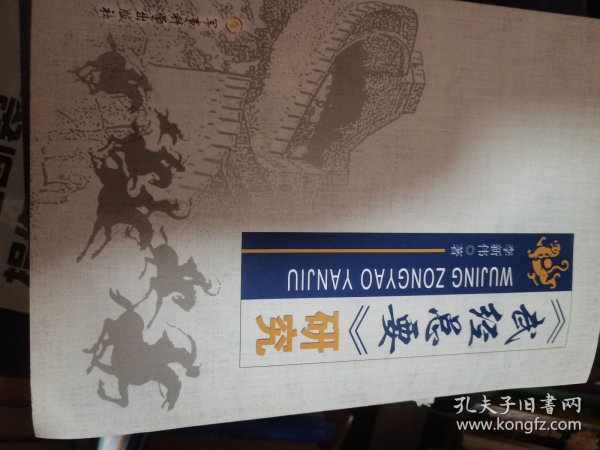 《武经总要》研究
WUJING ZONGYAO YANJIU
李新伟◎著
军事科学出版社
孔夫子旧书网
www.kongfz.com